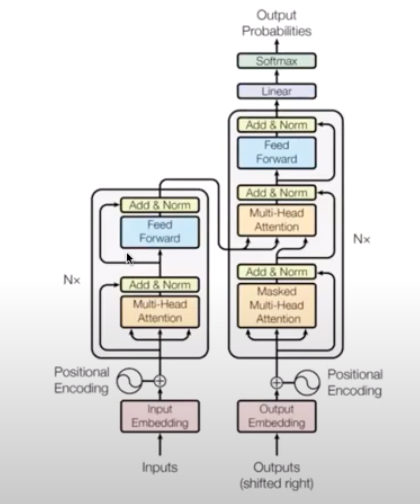 Output
Probabilities
Softmax
Linear
Add & Norm
Feed
Forward
Add & Norm
Multi-Head
Attention
Add & Norm
Masked
Multi-Head
Attention
Nx
Add & Norm
Feed
Forward
Add & Norm
Multi-Head
Attention
Nx
Positional
Encoding
Positional
Encoding
Input
Embedding
Output
Embedding
Inputs
Outputs
(shifted right)